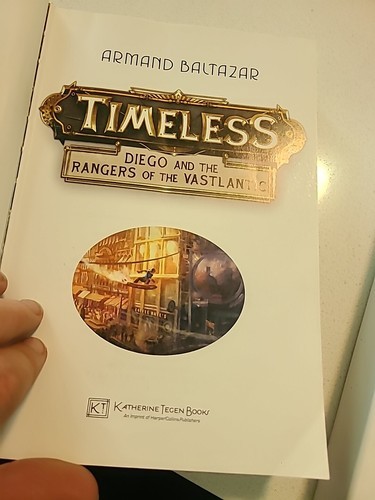 ARMAND BALTAZAR
TIMELESS
DIEGO AND THE
RANGERS OF THE VASTLANTIC
KT
KATHERINE TEGEN BOOKS
An Imprint of HarperCollinsPublishers